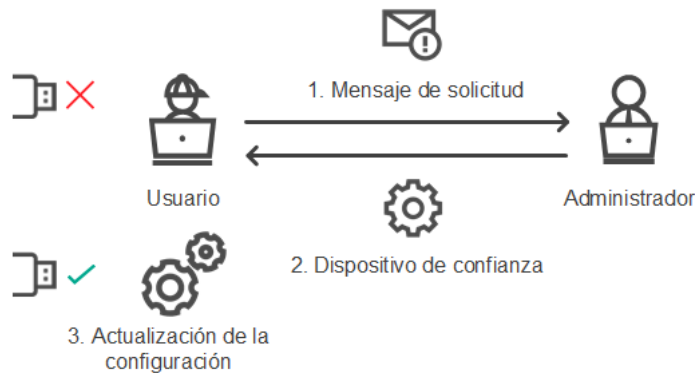 1. Mensaje de solicitud
Usuario
Administrador
2. Dispositivo de confianza
3. Actualización de la
configuración